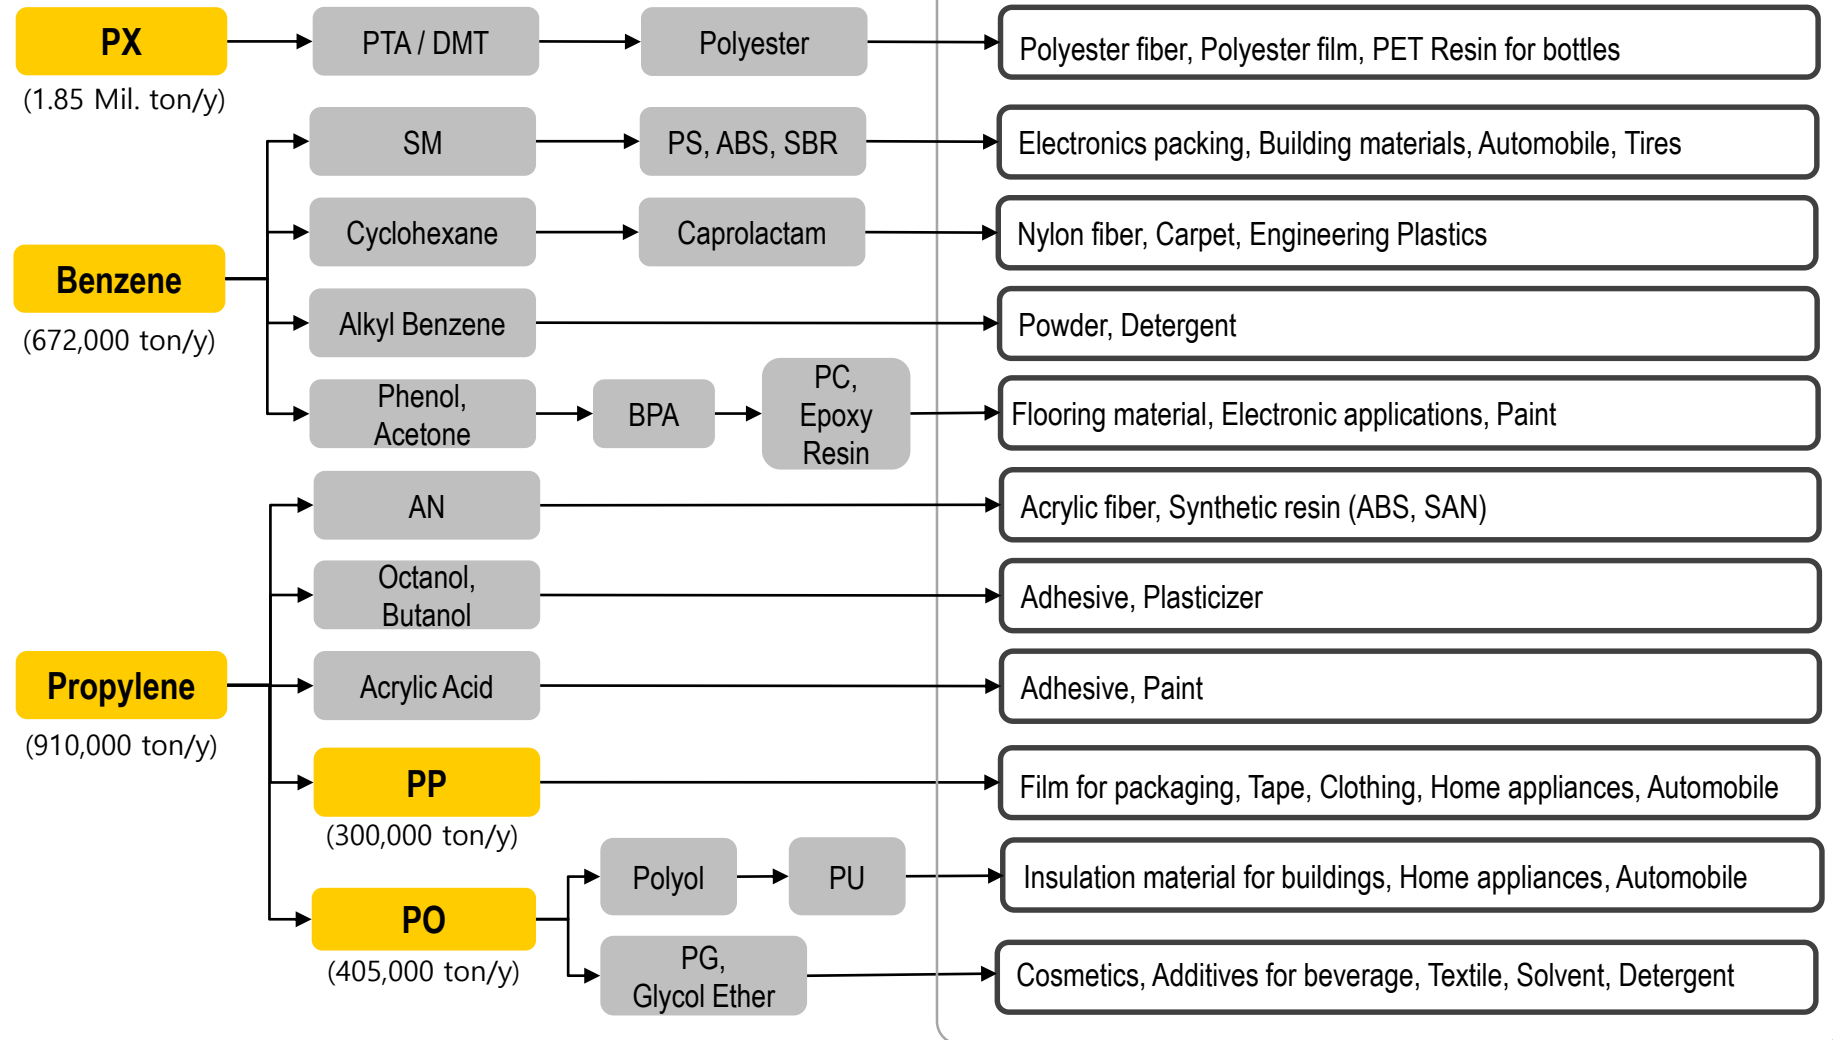 PX
PTA / DMT
Polyester
Polyester fiber, Polyester film, PET Resin for bottles
(1.85 Mil. ton/y)
SM
PS, ABS, SBR
Electronics packing, Building materials, Automobile, Tires
Cyclohexane
Caprolactam
Nylon fiber, Carpet, Engineering Plastics
Benzene
(672,000 ton/y)
Alkyl Benzene
Powder, Detergent
Phenol,
Acetone
BPA
PC,
Epoxy
Resin
Flooring material, Electronic applications, Paint
AN
Acrylic fiber, Synthetic resin (ABS, SAN)
Octanol,
Butanol
Adhesive, Plasticizer
Propylene
(910,000 ton/y)
Acrylic Acid
Adhesive, Paint
PP
(300,000 ton/y)
Film for packaging, Tape, Clothing, Home appliances, Automobile
PO
(405,000 ton/y)
Polyol
PU
Insulation material for buildings, Home appliances, Automobile
PG,
Glycol Ether
Cosmetics, Additives for beverage, Textile, Solvent, Detergent